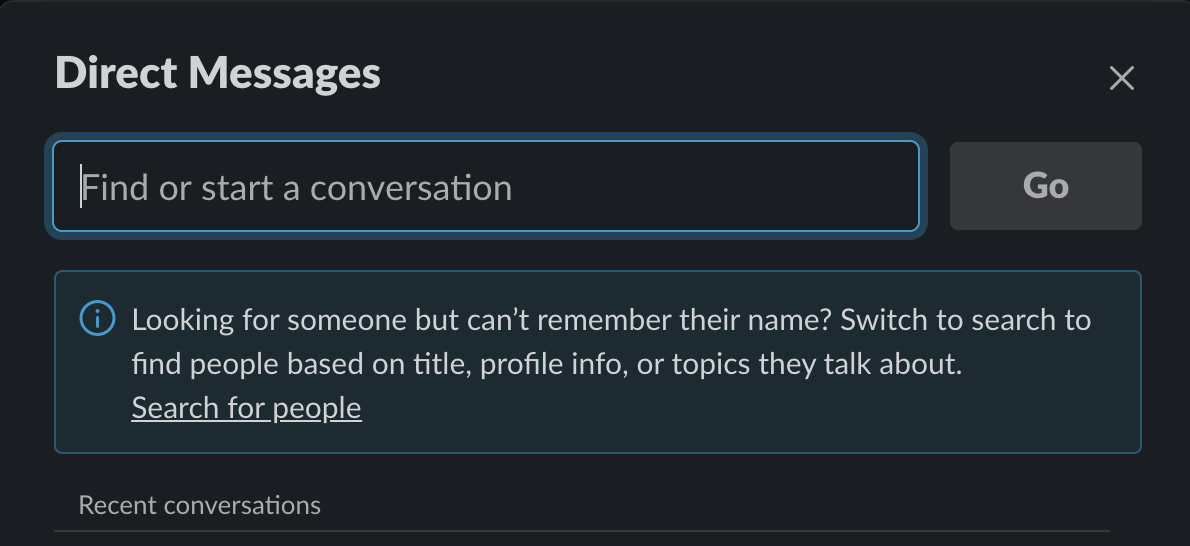 Direct Messages
Find or start a conversation
Go
Looking for someone but can’t remember their name? Switch to search to
find people based on title, profile info, or topics they talk about.
Search for people
Recent conversations